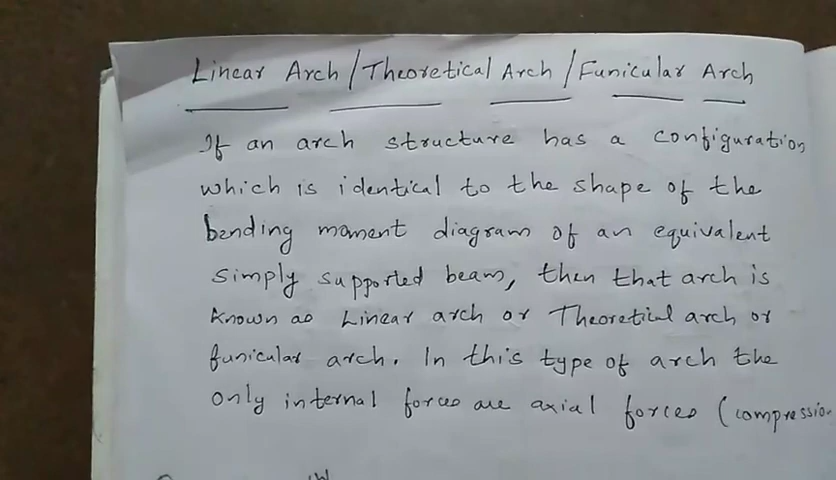 Linear Arch/Theoretical Arch/Funicular Arch
If an arch structure has a configuration
which is identical to the shape of the
bending moment diagram of an equivalent
simply supported beam, then that arch is
known as Linear arch or Theoretical arch or
funicular arch. In this type of arch the
only internal forces are axial forces (compression